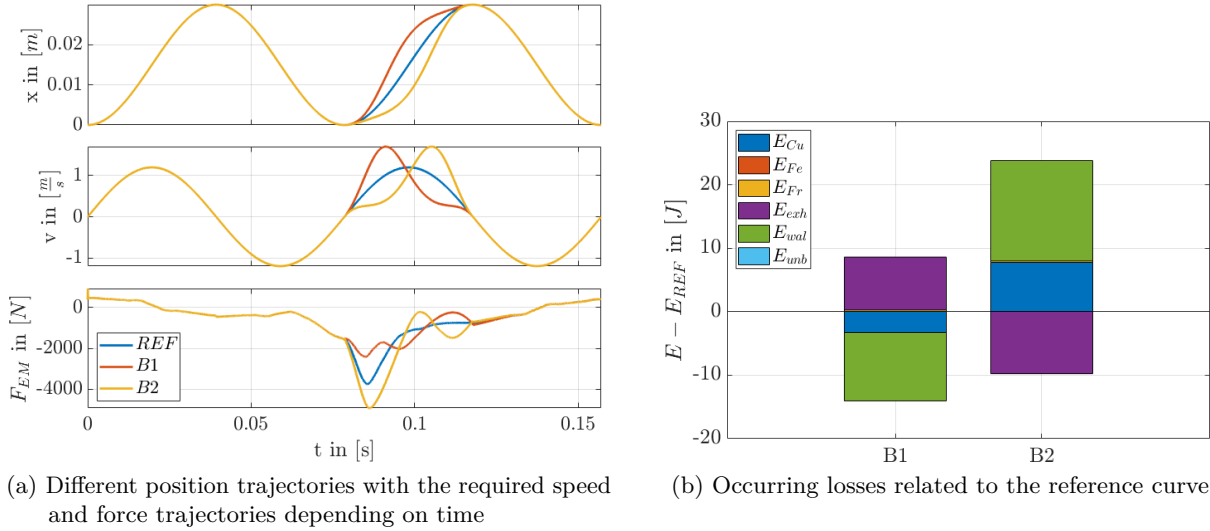 x in [m]
0.02
0.01
0
v in [m/s]
1
0
-1
F_EM in [N]
0
-2000
-4000
REF
B1
B2
0
0.05
0.1
0.15
t in [s]
(a) Different position trajectories with the required speed
and force trajectories depending on time
E − E_REF in [J]
30
20
10
0
-10
-20
E_Cu
E_Fe
E_Fr
E_exh
E_wal
E_unb
B1
B2
(b) Occurring losses related to the reference curve